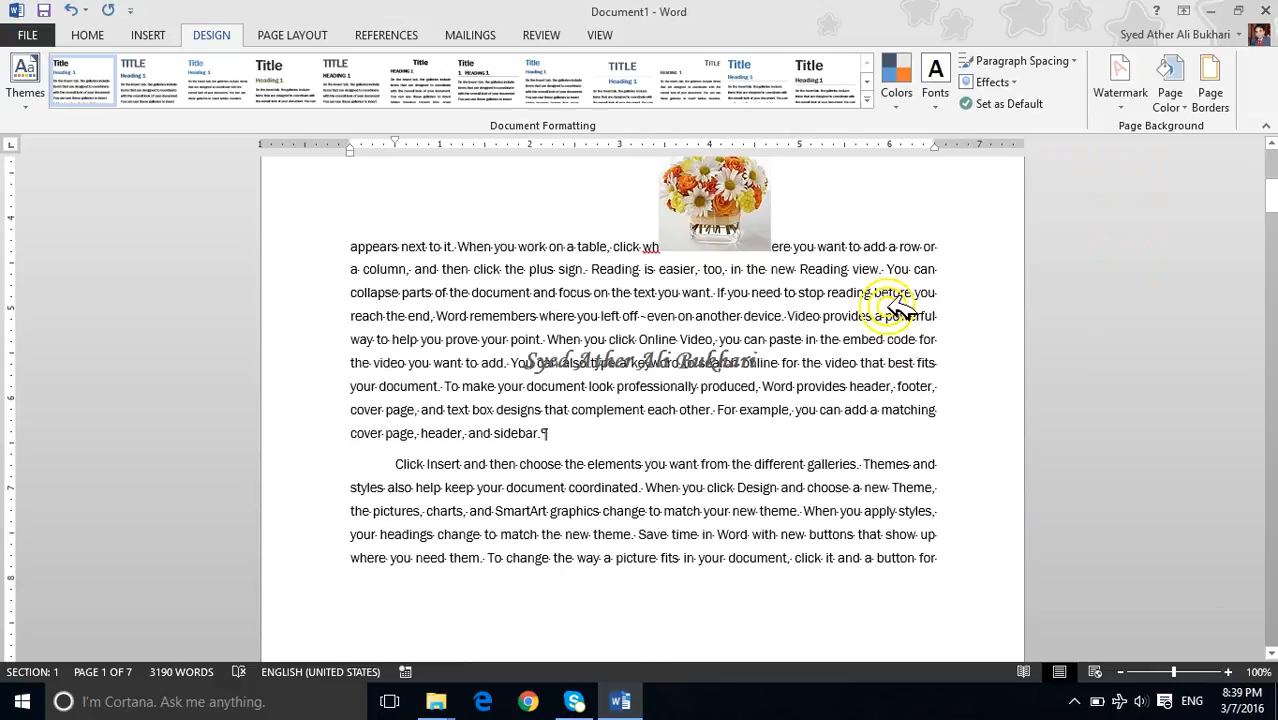 Document1 - Word
FILE HOME INSERT DESIGN PAGE LAYOUT REFERENCES MAILINGS REVIEW VIEW
Syed Ather Ali Bukhari
Themes
Colors
Fonts
Paragraph Spacing
Effects
Set as Default
Watermark
Page Color
Page Borders
Document Formatting
Page Background
appears next to it. When you work on a table, click wh ere you want to add a row or
a column, and then click the plus sign. Reading is easier, too, in the new Reading view. You can
collapse parts of the document and focus on the text you want. If you need to stop reading before you
reach the end, Word remembers where you left off - even on another device. Video provides a powerful
way to help you prove your point. When you click Online Video, you can paste in the embed code for
the video you want to add. You can also type a keyword to search online for the video that best fits
Syed Ather Ali Bukhari
your document. To make your document look professionally produced, Word provides header, footer,
cover page, and text box designs that complement each other. For example, you can add a matching
cover page, header, and sidebar.¶
Click Insert and then choose the elements you want from the different galleries. Themes and
styles also help keep your document coordinated. When you click Design and choose a new Theme,
the pictures, charts, and SmartArt graphics change to match your new theme. When you apply styles,
your headings change to match the new theme. Save time in Word with new buttons that show up
where you need them. To change the way a picture fits in your document, click it and a button for
SECTION: 1 PAGE 1 OF 7 3190 WORDS ENGLISH (UNITED STATES) 100%
I'm Cortana. Ask me anything.
ENG
8:39 PM
3/7/2016